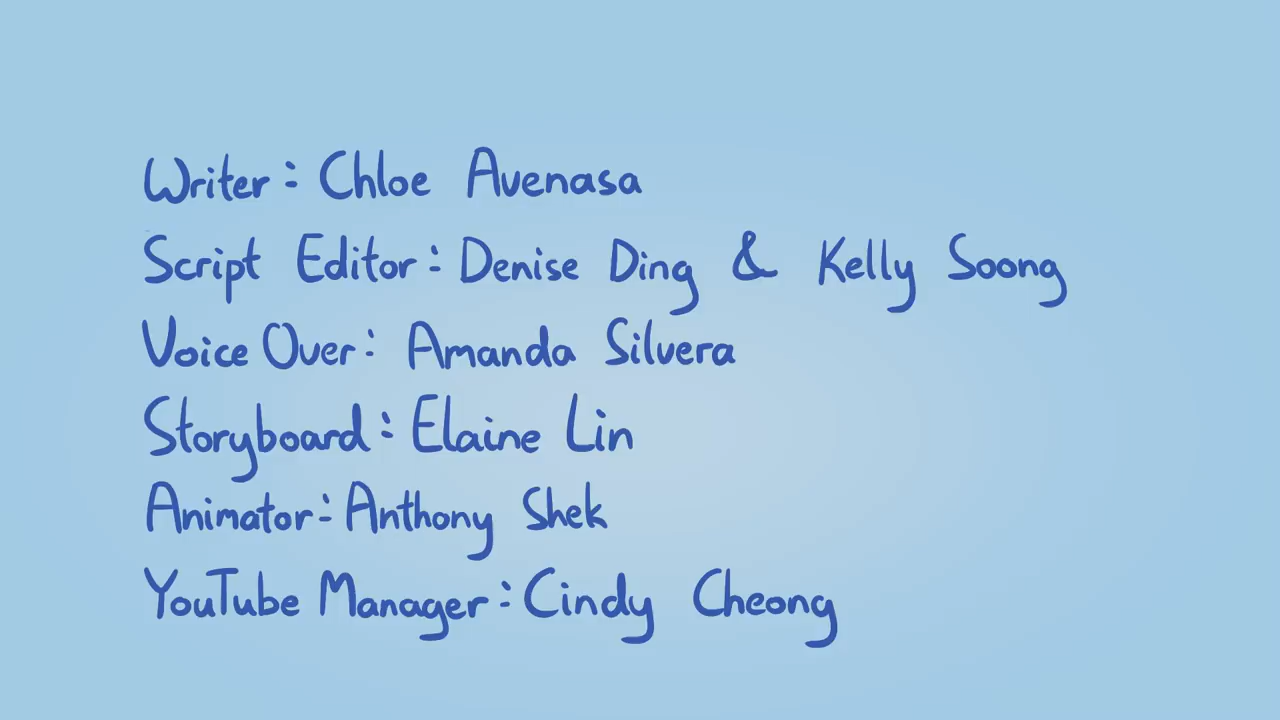 Writer: Chloe Avenasa
Script Editor: Denise Ding & Kelly Soong
Voice Over: Amanda Silvera
Storyboard: Elaine Lin
Animator: Anthony Shek
YouTube Manager: Cindy Cheong